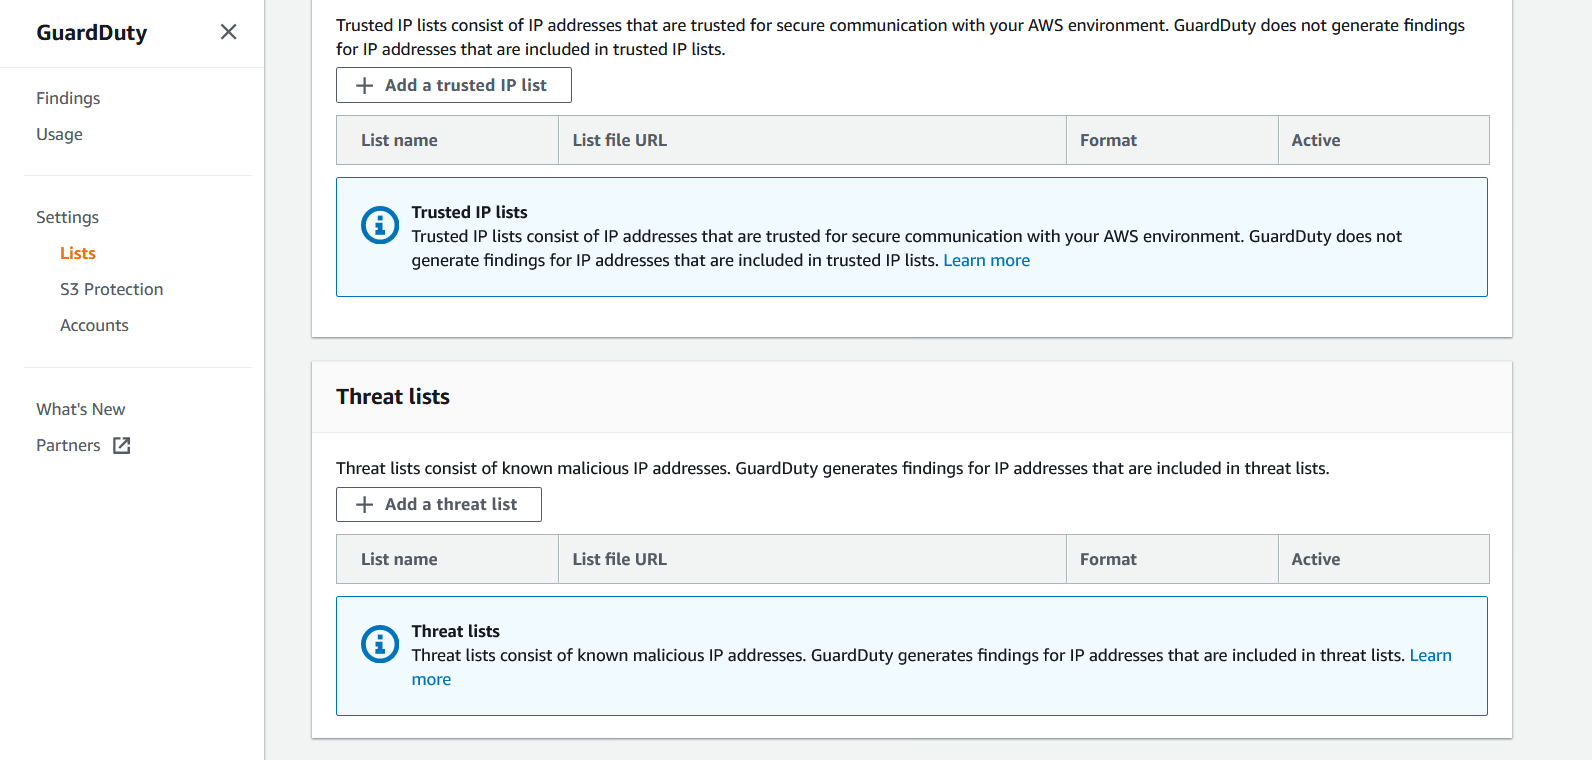 GuardDuty
Findings
Usage
Settings
Lists
S3 Protection
Accounts
What's New
Partners
Trusted IP lists consist of IP addresses that are trusted for secure communication with your AWS environment. GuardDuty does not generate findings
for IP addresses that are included in trusted IP lists.
Add a trusted IP list
List name List file URL Format Active
Trusted IP lists
Trusted IP lists consist of IP addresses that are trusted for secure communication with your AWS environment. GuardDuty does not
generate findings for IP addresses that are included in trusted IP lists. Learn more
Threat lists
Threat lists consist of known malicious IP addresses. GuardDuty generates findings for IP addresses that are included in threat lists.
Add a threat list
List name List file URL Format Active
Threat lists
Threat lists consist of known malicious IP addresses. GuardDuty generates findings for IP addresses that are included in threat lists. Learn
more